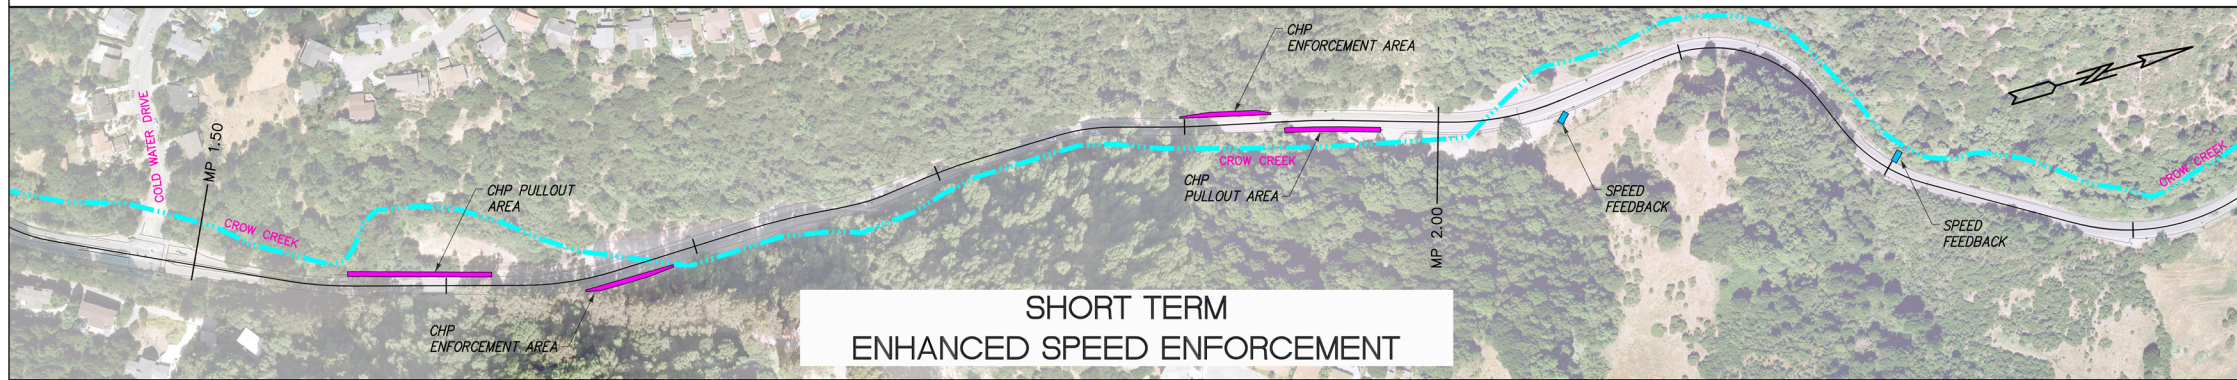 COLD WATER DRIVE
MP 1.50
CROW CREEK
CHP PULLOUT
AREA
CHP
ENFORCEMENT AREA
CHP
ENFORCEMENT AREA
CROW CREEK
CHP
PULLOUT AREA
MP 2.00
SPEED
FEEDBACK
SPEED
FEEDBACK
CROW CREEK
N
SHORT TERM
ENHANCED SPEED ENFORCEMENT